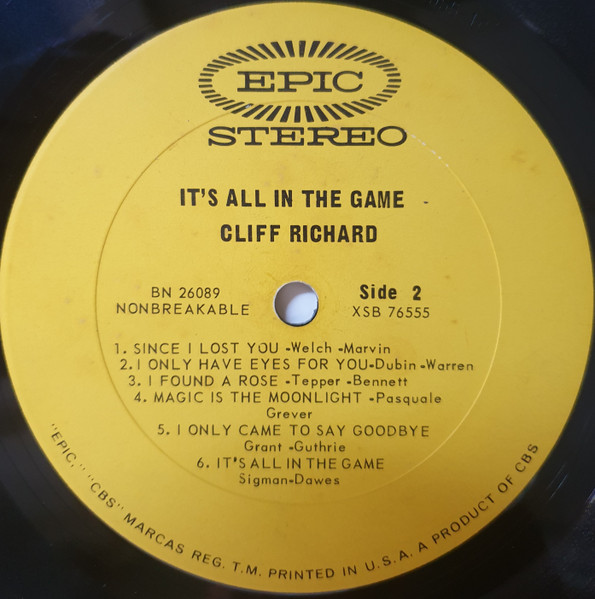 EPIC
STEREO
IT'S ALL IN THE GAME
CLIFF RICHARD
BN 26089
NONBREAKABLE
Side 2
XSB 76555
1. SINCE I LOST YOU -Welch -Marvin
2. I ONLY HAVE EYES FOR YOU-Dubin -Warren
3. I FOUND A ROSE -Tepper -Bennett
4. MAGIC IS THE MOONLIGHT -Pasquale
Grever
5. I ONLY CAME TO SAY GOODBYE
Grant -Guthrie
6. IT'S ALL IN THE GAME
Sigman-Dawes
"EPIC," "CBS" MARCAS REG. T.M. PRINTED IN U.S.A. A PRODUCT OF CBS